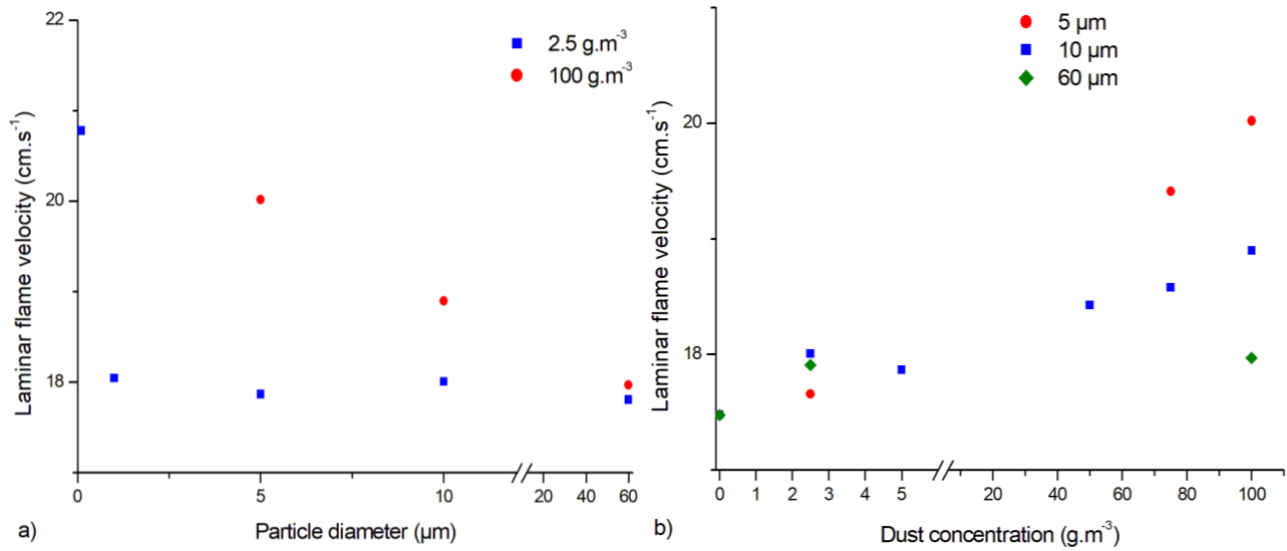 22
2.5 g.m⁻³
100 g.m⁻³
20
18
Laminar flame velocity (cm.s⁻¹)
0
5
10
20
40
60
Particle diameter (µm)
a)
5 µm
10 µm
60 µm
20
18
Laminar flame velocity (cm.s⁻¹)
0
1
2
3
4
5
20
40
60
80
100
Dust concentration (g.m⁻³)
b)